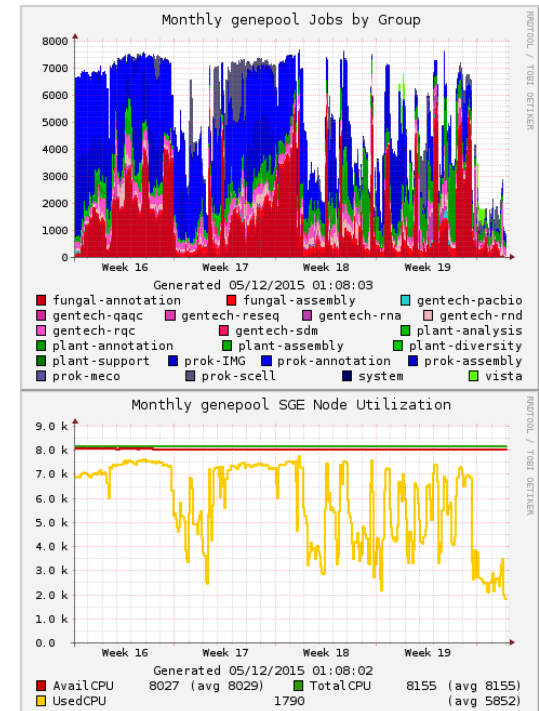 Monthly genepool Jobs by Group
RRDTOOL / TOBI OETIKER
8000
7000
6000
5000
4000
3000
2000
1000
0
Week 16 Week 17 Week 18 Week 19
Generated 05/12/2015 01:08:03
fungal-annotation fungal-assembly gentech-pacbio
gentech-qaqc gentech-reseq gentech-rna gentech-rnd
gentech-rqc gentech-sdm plant-analysis
plant-annotation plant-assembly plant-diversity
plant-support prok-IMG prok-annotation prok-assembly
prok-meco prok-scell system vista
Monthly genepool SGE Node Utilization
RRDTOOL / TOBI OETIKER
9.0 k
8.0 k
7.0 k
6.0 k
5.0 k
4.0 k
3.0 k
2.0 k
1.0 k
0.0
Week 16 Week 17 Week 18 Week 19
Generated 05/12/2015 01:08:02
AvailCPU 8027 (avg 8029) TotalCPU 8155 (avg 8155)
UsedCPU 1790 (avg 5852)